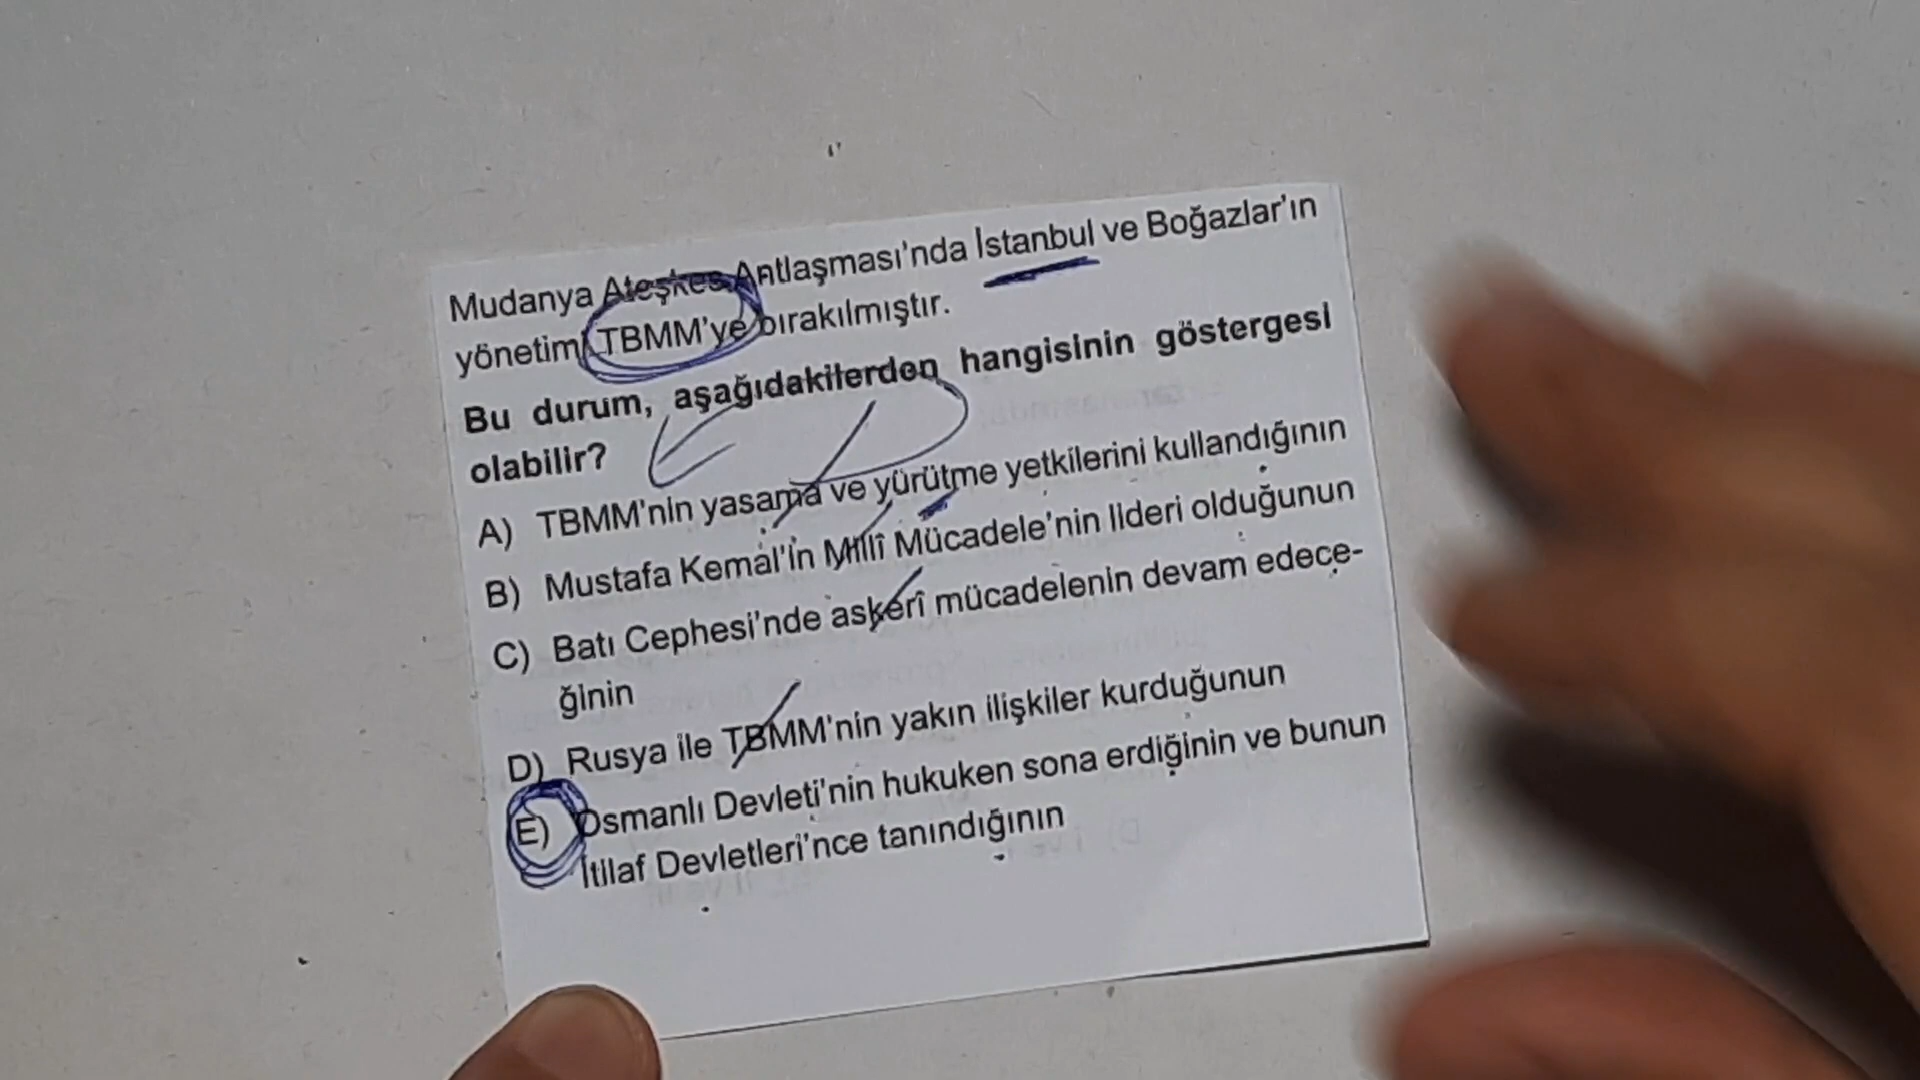 Mudanya Ateşkes Antlaşması'nda İstanbul ve Boğazlar'ın
yönetimi TBMM'ye bırakılmıştır.
Bu durum, aşağıdakilerden hangisinin göstergesi
olabilir?
A) TBMM'nin yasama ve yürütme yetkilerini kullandığının
B) Mustafa Kemal'in Millî Mücadele'nin lideri olduğunun
C) Batı Cephesi'nde askerî mücadelenin devam edece-
ğinin
D) Rusya ile TBMM'nin yakın ilişkiler kurduğunun
E) Osmanlı Devleti'nin hukuken sona erdiğinin ve bunun
İtilaf Devletleri'nce tanındığının